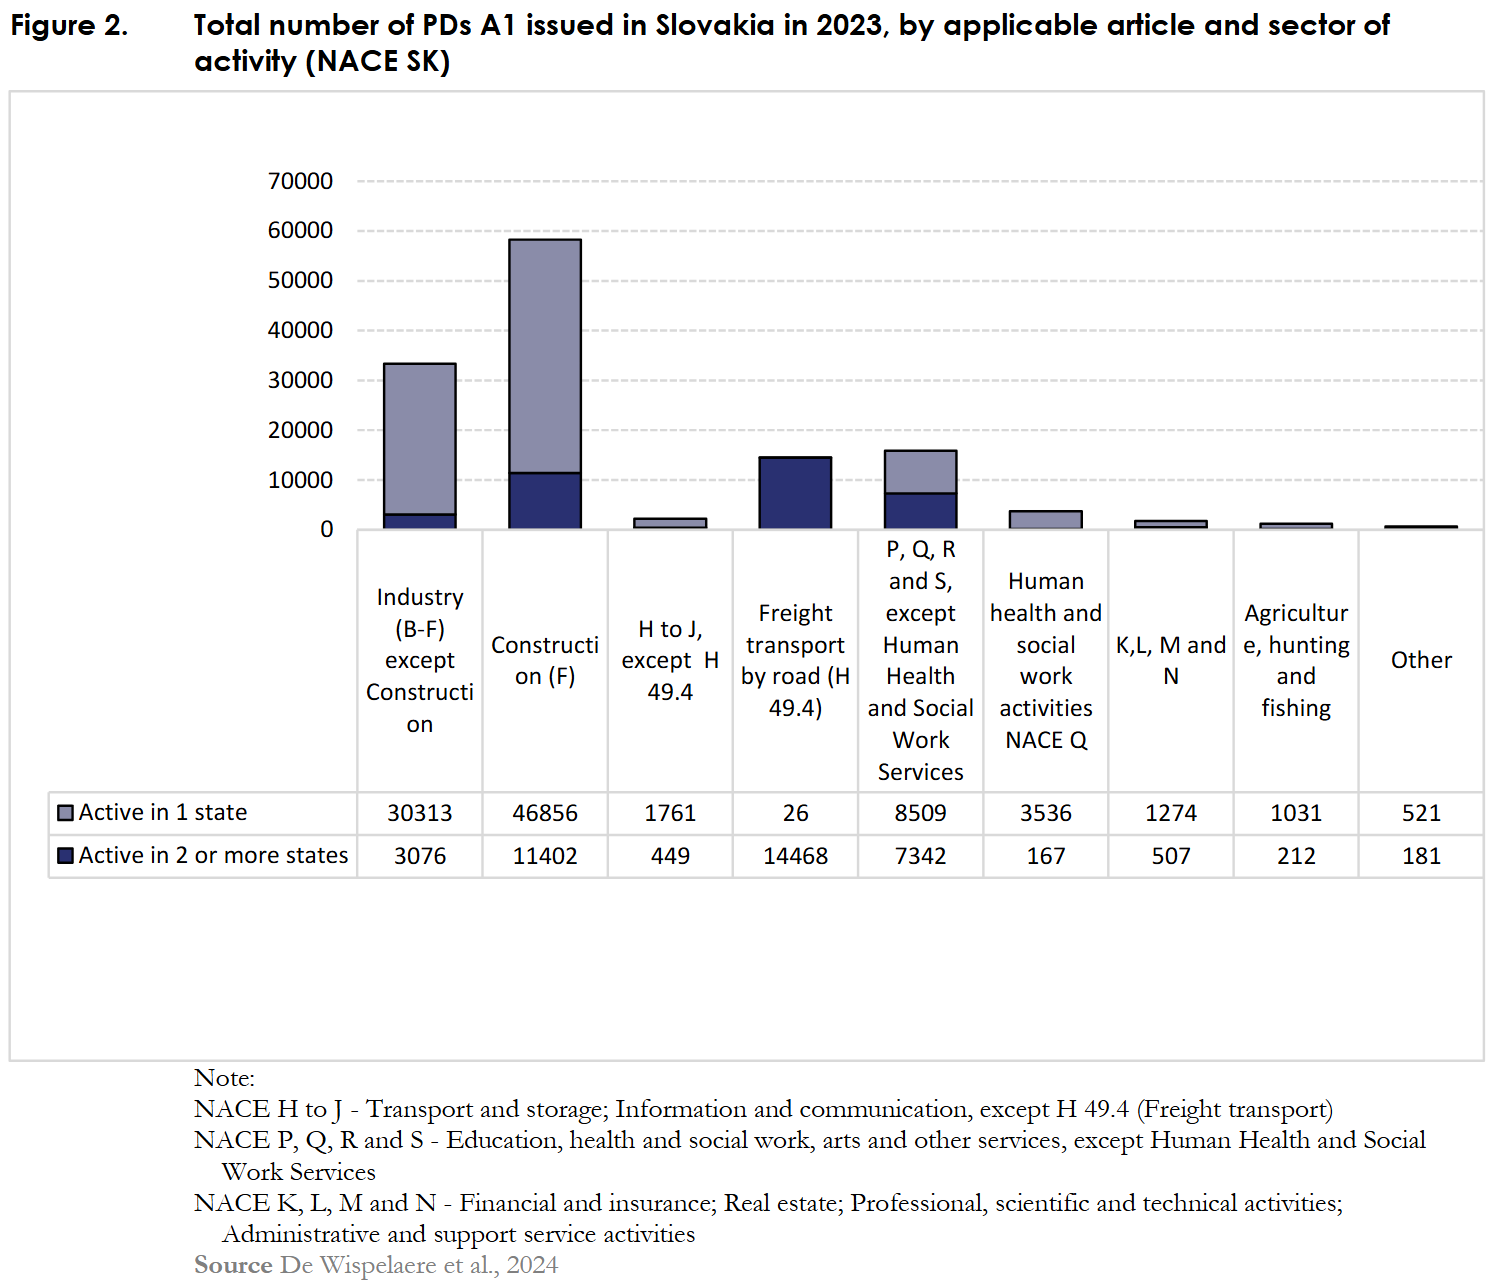 Figure 2. Total number of PDs A1 issued in Slovakia in 2023, by applicable article and sector of
activity (NACE SK)
70000
60000
50000
40000
30000
20000
10000
0
Industry
(B-F)
except
Constructi
on
Constructi
on (F)
H to J,
except H
49.4
Freight
transport
by road (H
49.4)
P, Q, R
and S,
except
Human
Health
and Social
Work
Services
Human
health and
social
work
activities
NACE Q
K,L, M and
N
Agricultur
e, hunting
and
fishing
Other
Active in 1 state 30313 46856 1761 26 8509 3536 1274 1031 521
Active in 2 or more states 3076 11402 449 14468 7342 167 507 212 181
Note:
NACE H to J - Transport and storage; Information and communication, except H 49.4 (Freight transport)
NACE P, Q, R and S - Education, health and social work, arts and other services, except Human Health and Social
Work Services
NACE K, L, M and N - Financial and insurance; Real estate; Professional, scientific and technical activities;
Administrative and support service activities
Source De Wispelaere et al., 2024